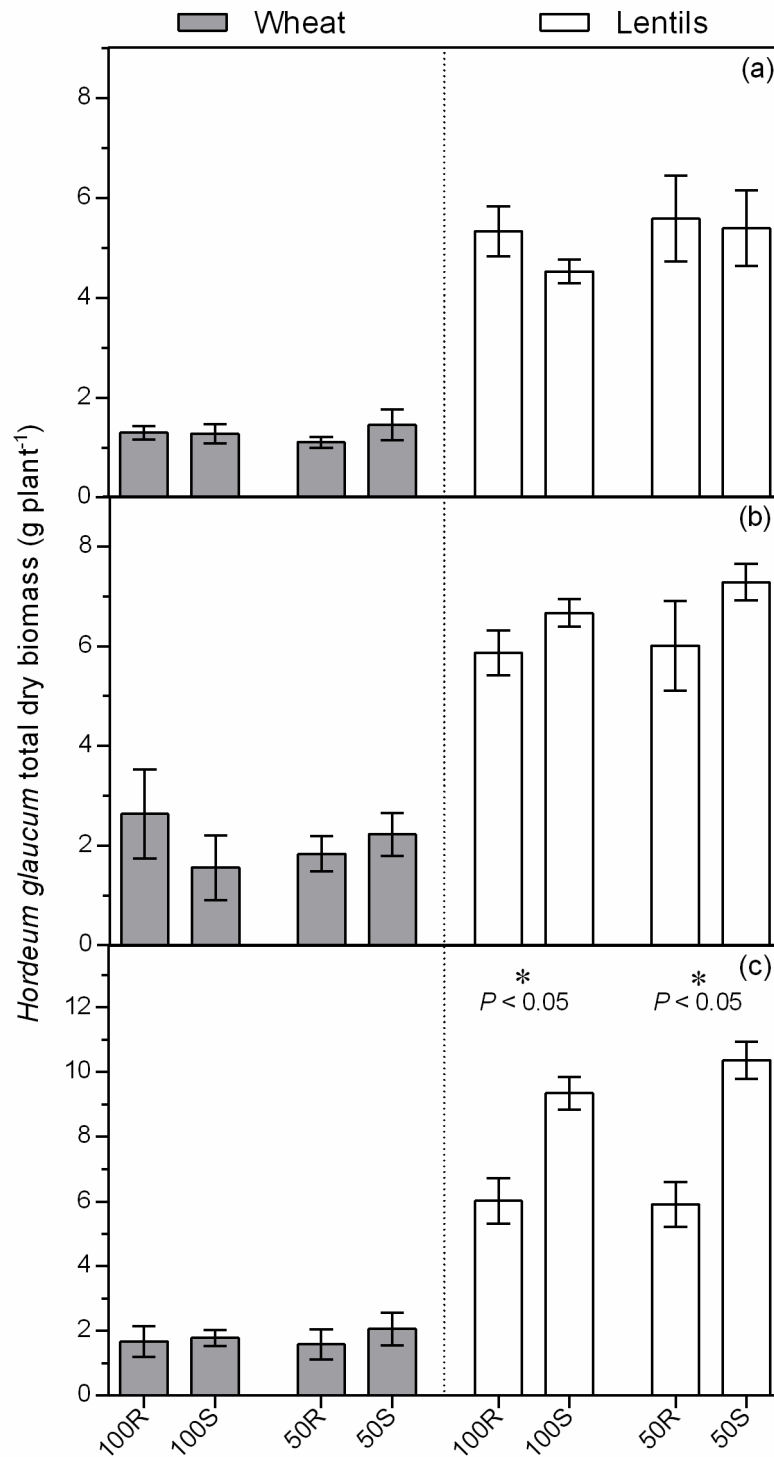 Wheat Lentils
(a)
8
6
4
2
0
(b)
8
6
4
2
0
(c)
* *
P < 0.05 P < 0.05
12
10
8
6
4
2
0
100R 100S 50R 50S 100R 100S 50R 50S
Hordeum glaucum total dry biomass (g plant⁻¹)